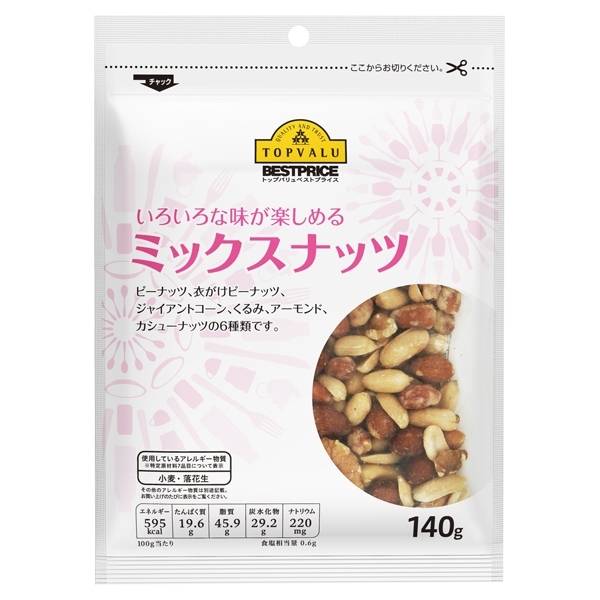 ここからお切りください。
チャック
QUALITY AND TRUST
TOPVALU
BESTPRICE
トップバリュベストプライス
いろいろな味が楽しめる
ミックスナッツ
ピーナッツ、衣がけピーナッツ、
ジャイアントコーン、くるみ、アーモンド、
カシューナッツの6種類です。
使用しているアレルギー物質
※特定原材料7品目について表示
小麦・落花生
その他のアレルギー物質は別途記載。
お買い上げのたびに表示をご覧ください。
エネルギー たんぱく質 脂質 炭水化物 ナトリウム
595kcal 19.6g 45.9g 29.2g 220mg
100g当たり 食塩相当量 0.6g
140g